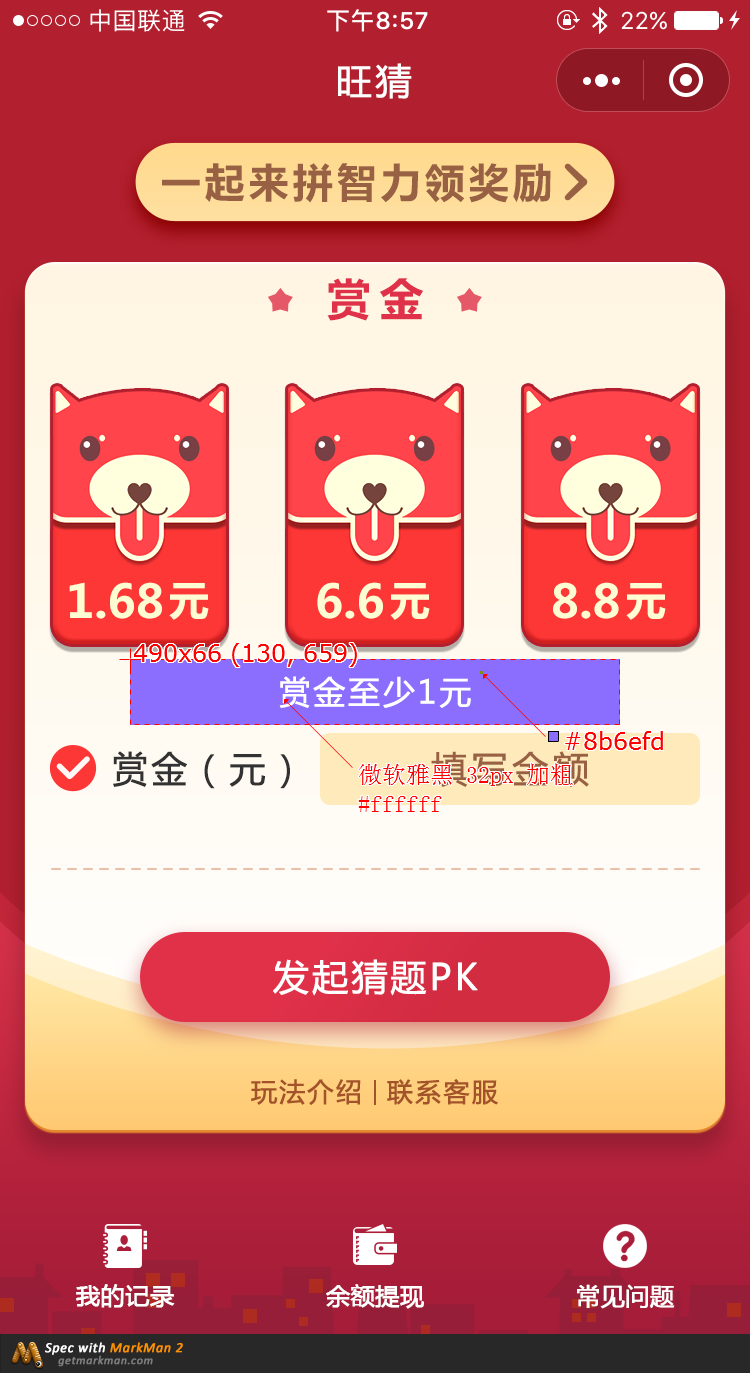 中国联通 下午8:57 22%
旺猜
一起来拼智力领奖励
赏金
1.68元 6.6元 8.8元
490x66 (130, 659)
赏金至少1元
#8b6efd
赏金（元） 填写金额
微软雅黑 32px 加粗
#ffffff
发起猜题PK
玩法介绍 | 联系客服
我的记录 余额提现 常见问题
Spec with MarkMan 2
getmarkman.com